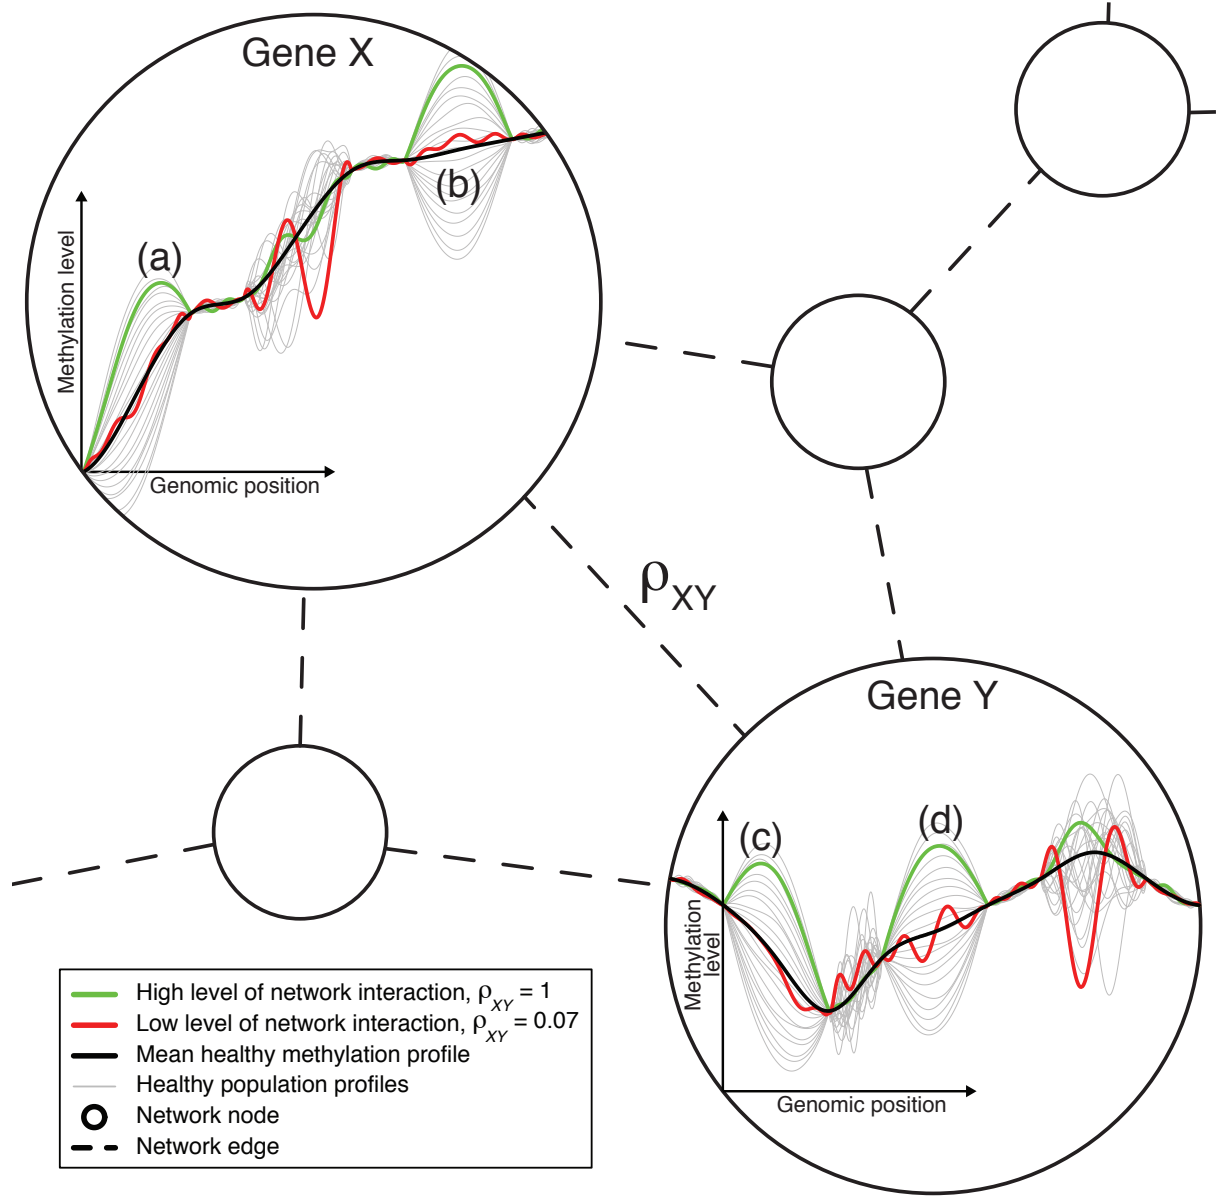 Gene X
(a)
(b)
Methylation level
Genomic position
ρXY
Gene Y
(c)
(d)
Methylation
level
Genomic position
High level of network interaction, ρXY = 1
Low level of network interaction, ρXY = 0.07
Mean healthy methylation profile
Healthy population profiles
Network node
Network edge